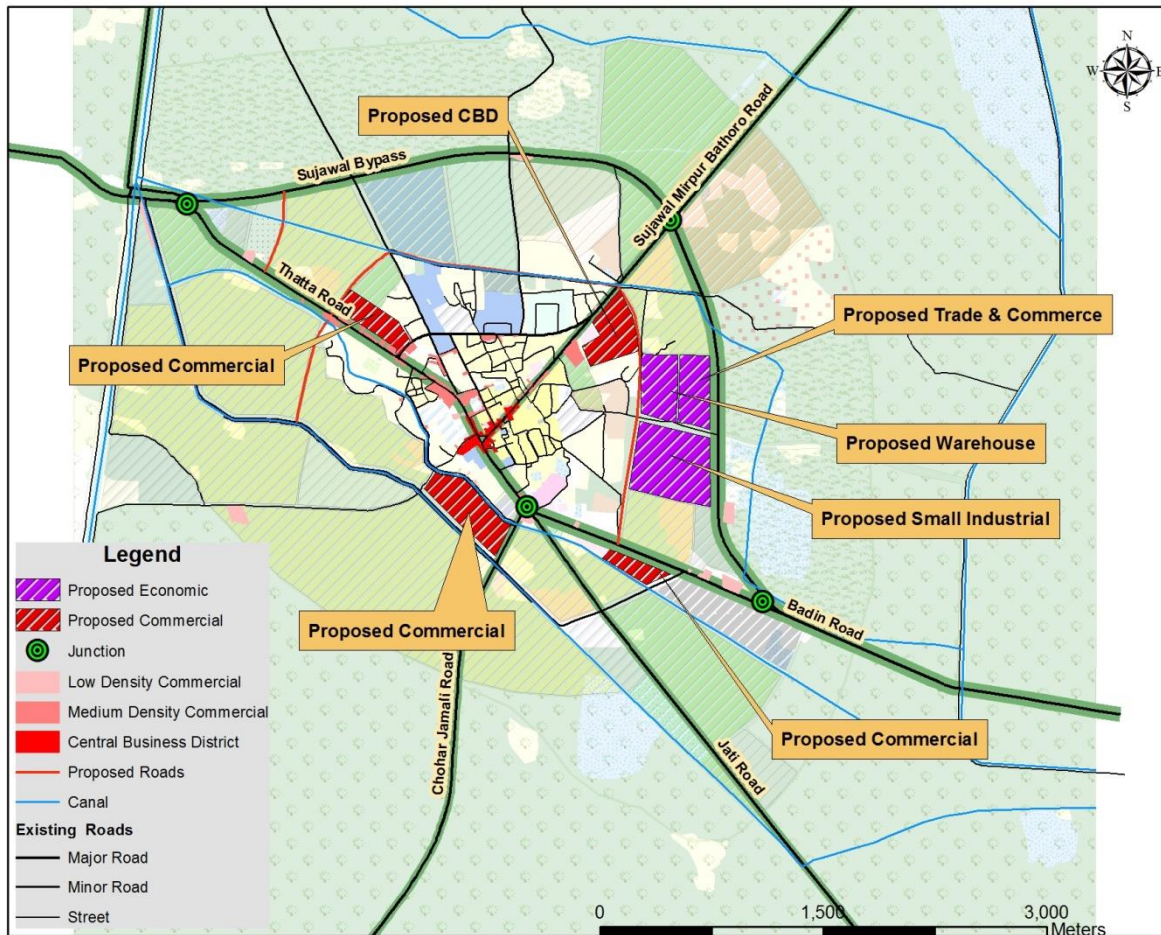 N
W
E
S
Proposed CBD
Sujawal Bypass
Sujawal Mirpur Bathoro Road
Thatta Road
Proposed Trade & Commerce
Proposed Commercial
Proposed Warehouse
Proposed Small Industrial
Proposed Commercial
Badin Road
Chohar Jamali Road
Proposed Commercial
Jati Road
Legend
Proposed Economic
Proposed Commercial
Junction
Low Density Commercial
Medium Density Commercial
Central Business District
Proposed Roads
Canal
Existing Roads
Major Road
Minor Road
Street
0 1,500 3,000
Meters